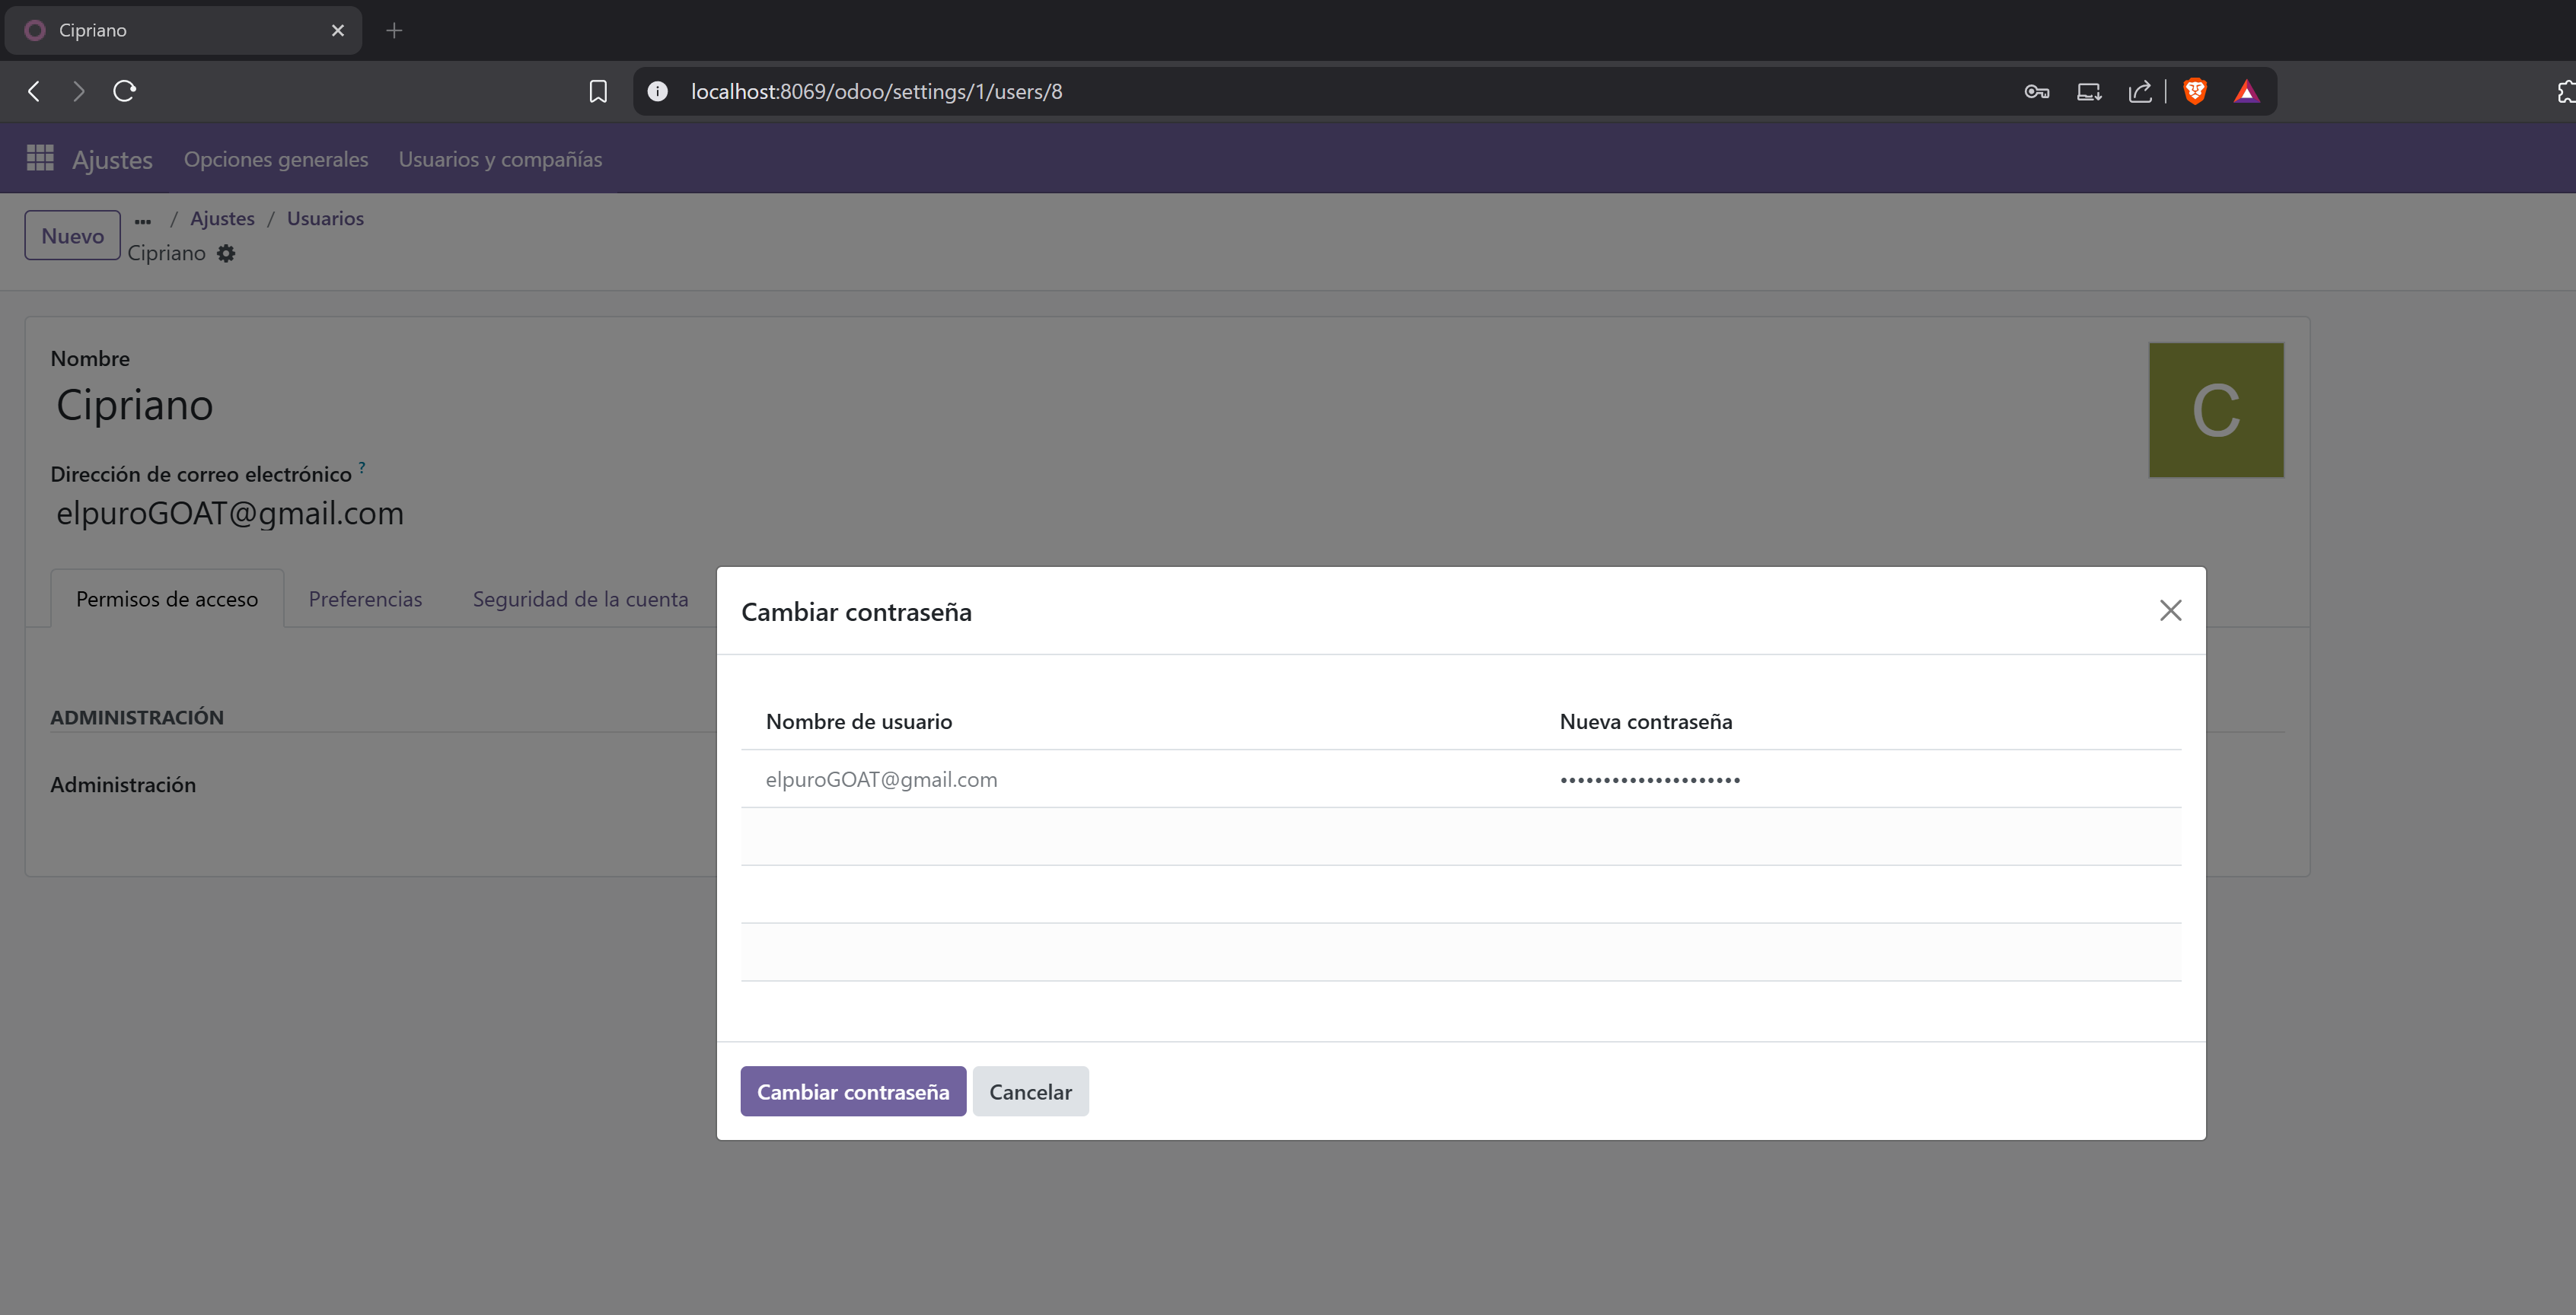 Cipriano
localhost:8069/odoo/settings/1/users/8
Ajustes Opciones generales Usuarios y compañías
Nuevo ... / Ajustes / Usuarios
Cipriano
Nombre
Cipriano
C
Dirección de correo electrónico ?
elpuroGOAT@gmail.com
Permisos de acceso Preferencias Seguridad de la cuenta
ADMINISTRACIÓN
Administración
Cambiar contraseña
Nombre de usuario Nueva contraseña
elpuroGOAT@gmail.com •••••••••••••••••••••
Cambiar contraseña Cancelar